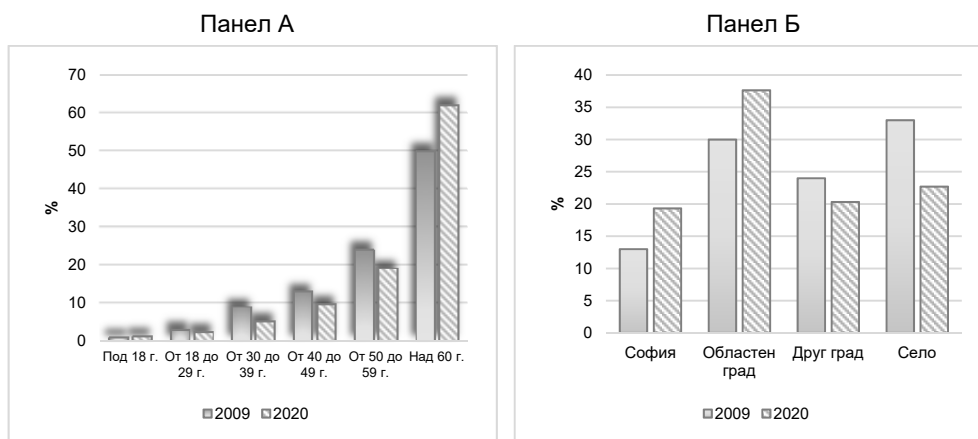 Панел А
70
60
50
40
30
20
10
0
%
Под 18 г.
От 18 до
29 г.
От 30 до
39 г.
От 40 до
49 г.
От 50 до
59 г.
Над 60 г.
2009
2020
Панел Б
40
35
30
25
20
15
10
5
0
%
София
Областен
град
Друг град
Село
2009
2020